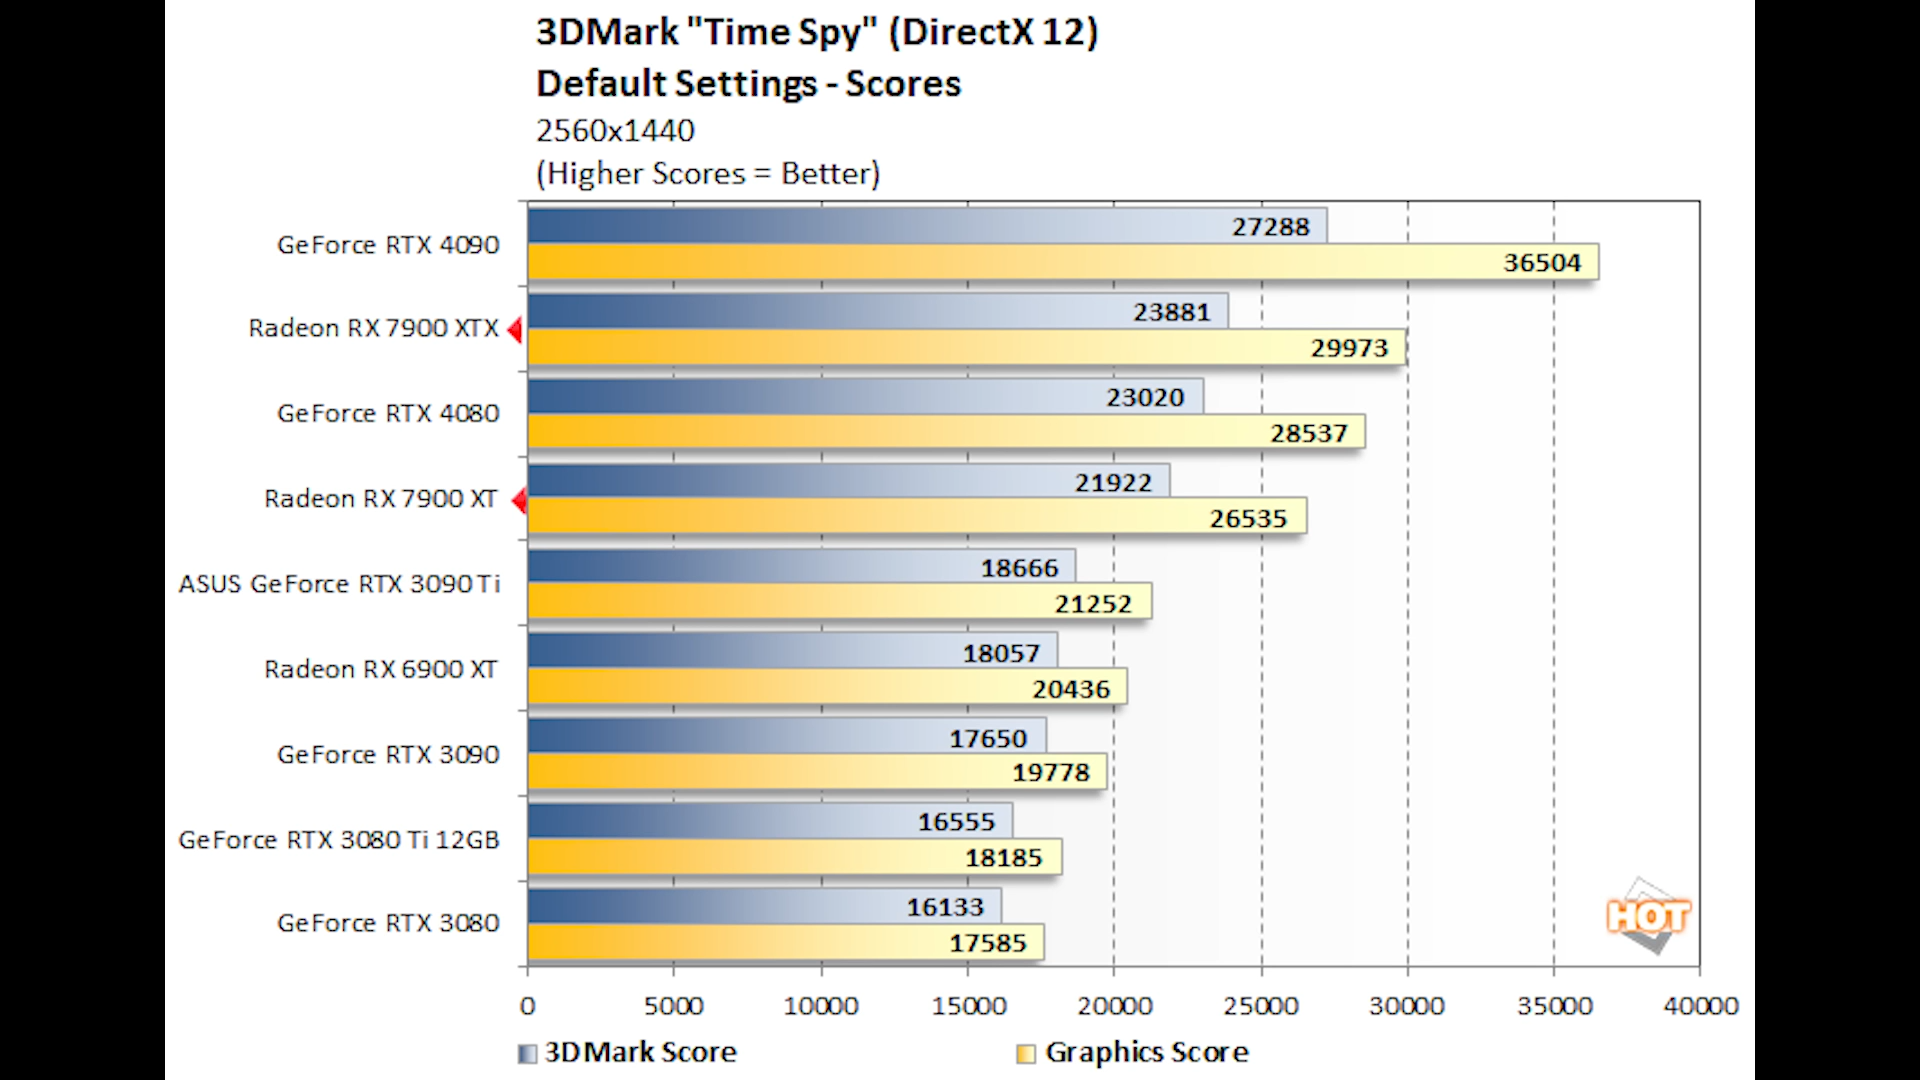 3DMark "Time Spy" (DirectX 12)
Default Settings - Scores
2560x1440
(Higher Scores = Better)
GeForce RTX 4090
27288
36504
Radeon RX 7900 XTX
23881
29973
GeForce RTX 4080
23020
28537
Radeon RX 7900 XT
21922
26535
ASUS GeForce RTX 3090 Ti
18666
21252
Radeon RX 6900 XT
18057
20436
GeForce RTX 3090
17650
19778
GeForce RTX 3080 Ti 12GB
16555
18185
GeForce RTX 3080
16133
17585
HOT
0 5000 10000 15000 20000 25000 30000 35000 40000
3DMark Score Graphics Score